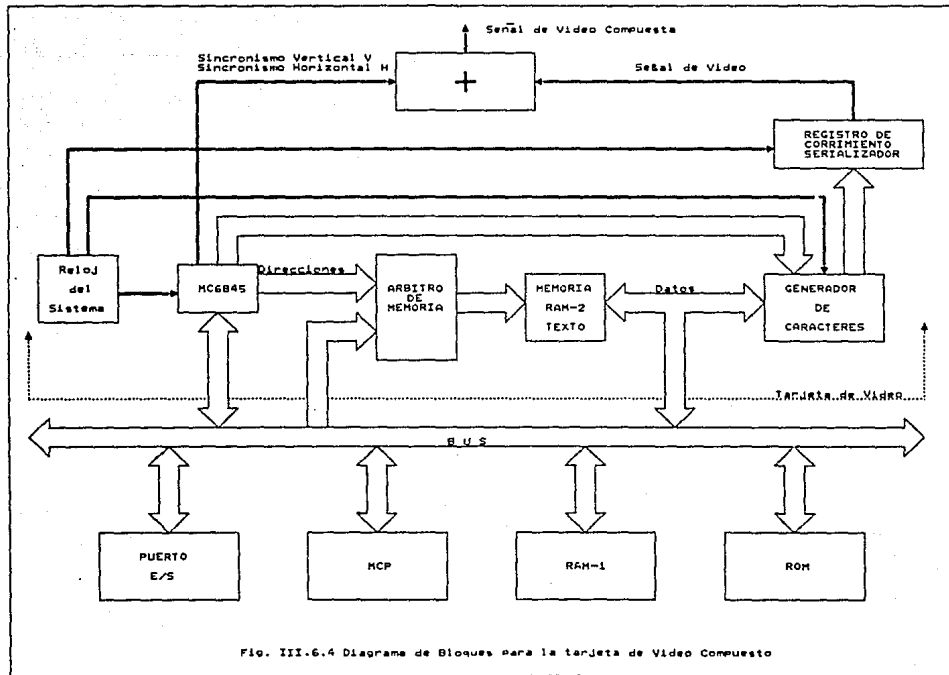 Señal de Video Compuesta
Sincronismo Vertical V
Sincronismo Horizontal H
+
Señal de Video
REGISTRO DE
CORRIMIENTO
SERIALIZADOR
Reloj
del
Sistema
MC6845
Direcciones
ARBITRO
DE
MEMORIA
MEMORIA
RAM-2
TEXTO
Datos
GENERADOR
DE
CARACTERES
Tarjeta de Video
B U S
PUERTO
E/S
MCP
RAM-1
ROM
Fig. III.6.4 Diagrama de Bloques para la tarjeta de Video Compuesto